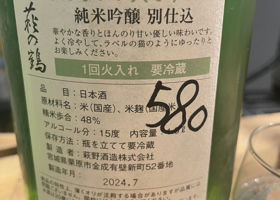 萩の鶴
純米吟醸 別仕込
華やかな香りと甘み豊かな優しい味わいです。
よく冷やして、ラベルの猫のようにゆったりと
お楽しみください。
1回火入れ 要冷蔵
品目：日本酒
原材料名：米(国産)、米麹(国産米)
580
精米歩合：48%
アルコール分：15度 内容量
保存方法：瓶を立てて要冷蔵
製造者：萩野酒造株式会社
宮城県栗原市金成有壁新町52番地
2024.7